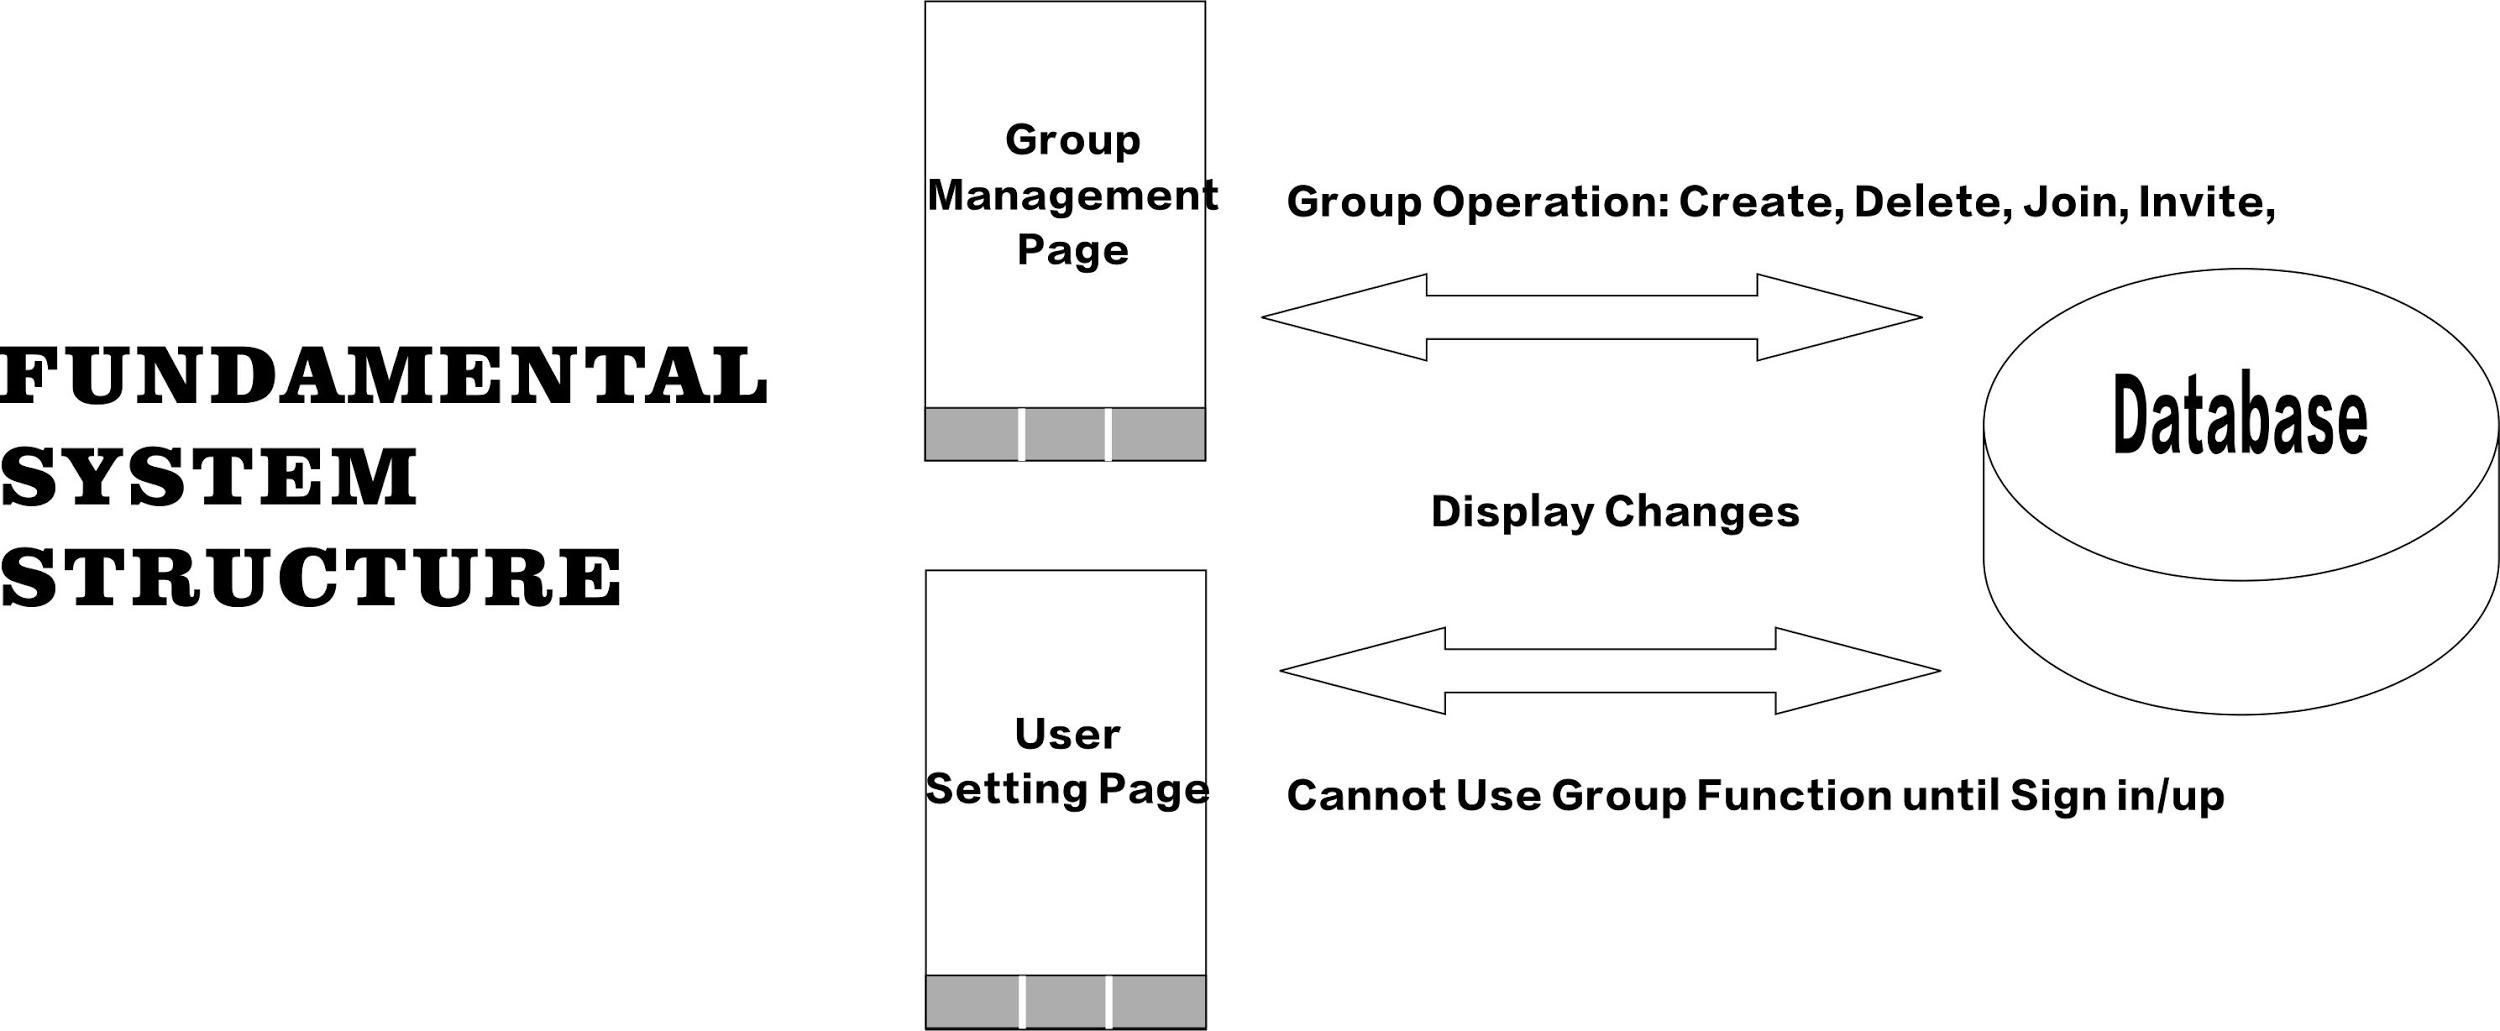 FUNDAMENTAL
SYSTEM
STRUCTURE
Group
Management
Page
Group Operation: Create, Delete, Join, Invite,
Database
Display Changes
User
Setting Page
Cannot Use Group Function until Sign in/up